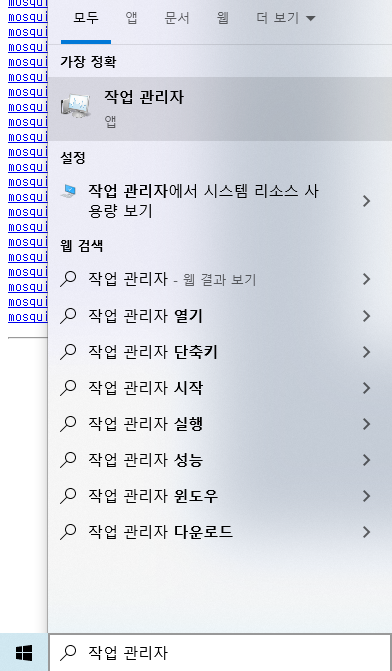 mosqui
모두 앱 문서 웹 더 보기
mosqui
mosqui
가장 정확
mosqui
mosqui
작업 관리자
mosqui
앱
mosqui
mosqui
설정
mosqui
mosqui
작업 관리자에서 시스템 리소스 사
mosqui
용량 보기
mosqui
mosqui
웹 검색
mosqui
mosqui
작업 관리자 - 웹 결과 보기
mosqui
mosqui
작업 관리자 열기
mosqui
작업 관리자 단축키
작업 관리자 시작
작업 관리자 실행
작업 관리자 성능
작업 관리자 윈도우
작업 관리자 다운로드
작업 관리자